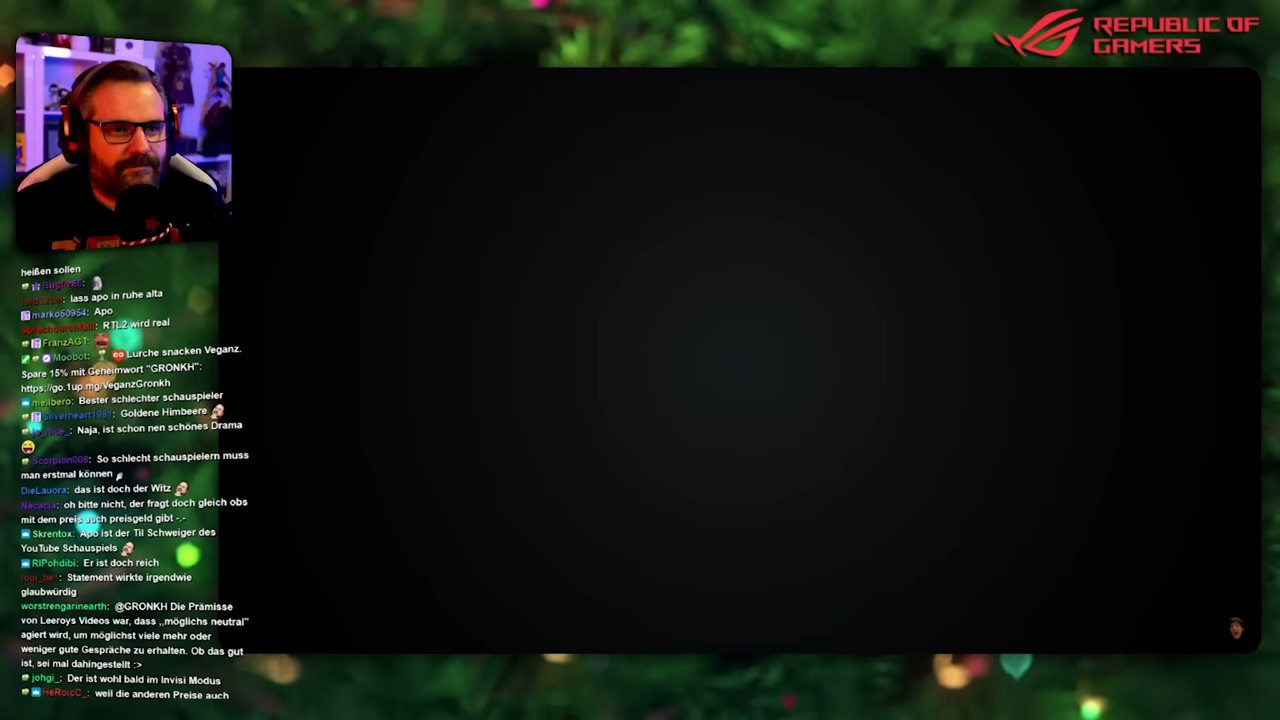 REPUBLIC OF
GAMERS
heißen sollen
lass apo in ruhe alta
marko50954: Apo
RTL2 wird real
FranzAGT:
Moobot: Lurche snacken Veganz.
Spare 15% mit Geheimwort "GRONKH":
https://go.1up.mg/VeganzGronkh
meilbero: Bester schlechter schauspieler
Silverheart1981: Goldene Himbeere
Naja, ist schon nen schönes Drama
Scorpion008: So schlecht schauspielern muss
man erstmal können
DieLauora: das ist doch der Witz
Necacia: oh bitte nicht, der fragt doch gleich obs
mit dem preis auch preisgeld gibt -.-
Skrentox: Apo ist der Til Schweiger des
YouTube Schauspiels
RIPohdibi: Er ist doch reich
Statement wirkte irgendwie
glaubwürdig
worstrengarinearth: @GRONKH Die Prämisse
von Leeroys Videos war, dass ,,möglichs neutral"
agiert wird, um möglichst viele mehr oder
weniger gute Gespräche zu erhalten. Ob das gut
ist, sei mal dahingestellt :>
johgi_: Der ist wohl bald im Invisi Modus
HeRoicC_: weil die anderen Preise auch